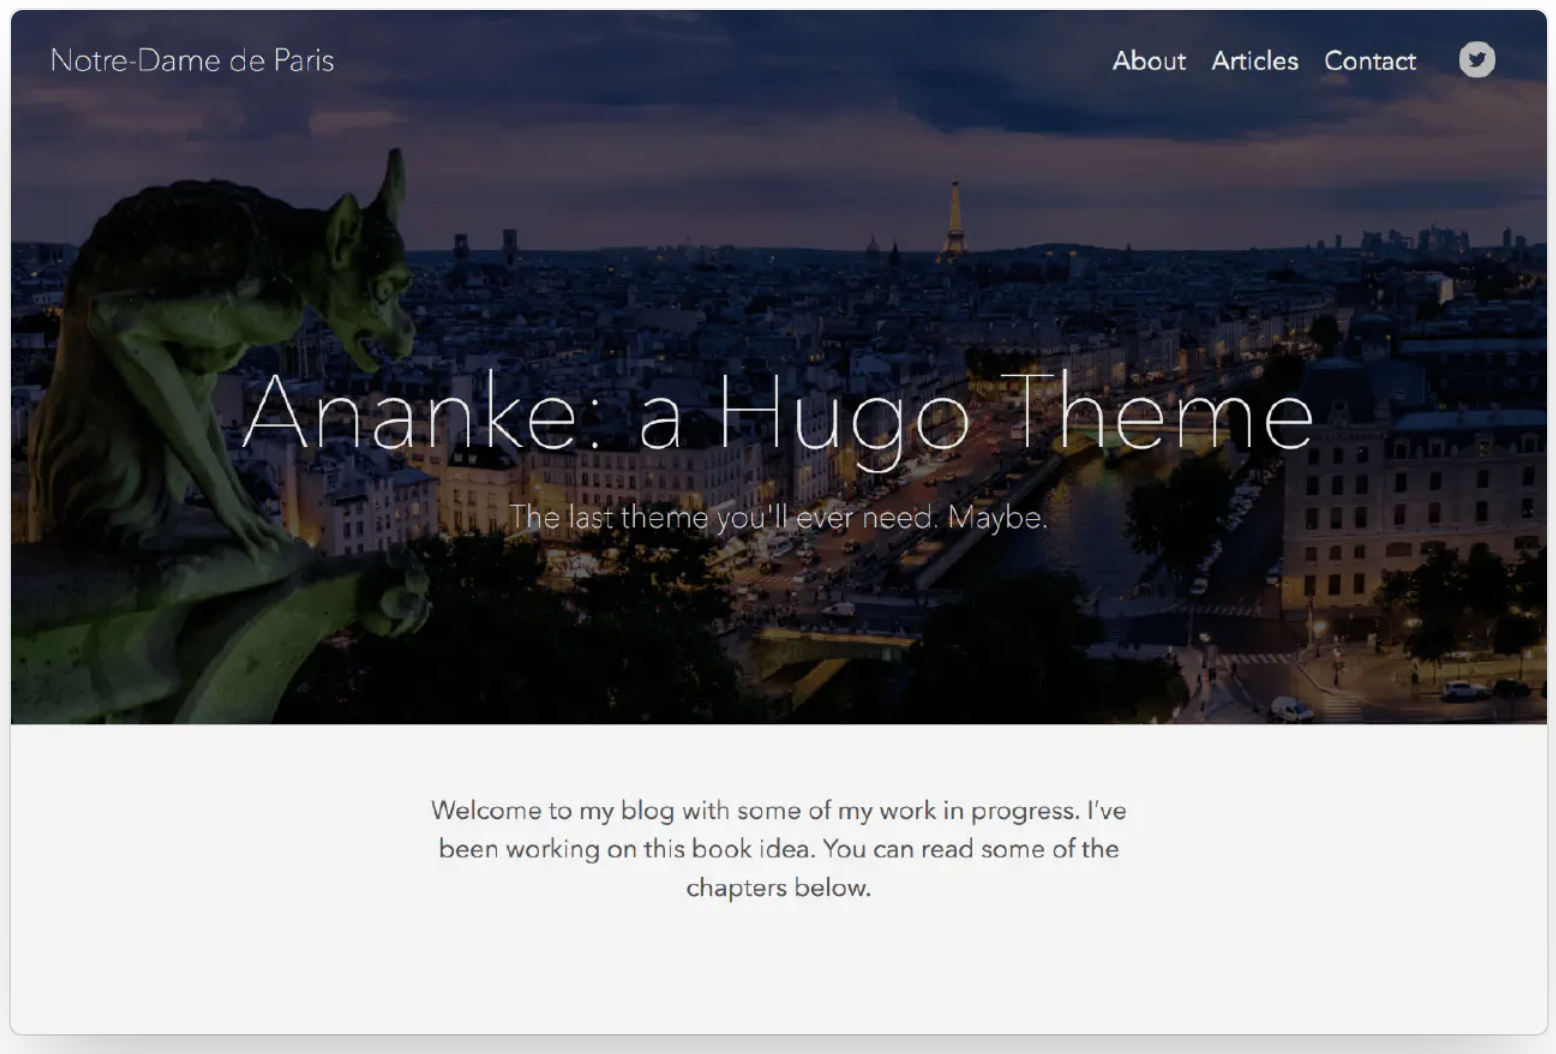 Notre-Dame de Paris
About Articles Contact
Ananke: a Hugo Theme
The last theme you'll ever need. Maybe.
Welcome to my blog with some of my work in progress. I've
been working on this book idea. You can read some of the
chapters below.